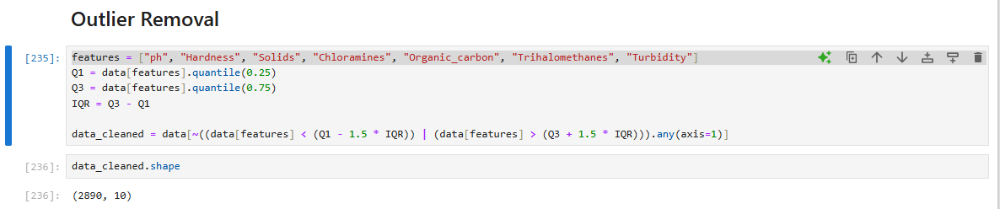 Outlier Removal
[235]:
features = ["ph", "Hardness", "Solids", "Chloramines", "Organic_carbon", "Trihalomethanes", "Turbidity"]
Q1 = data[features].quantile(0.25)
Q3 = data[features].quantile(0.75)
IQR = Q3 - Q1
data_cleaned = data[~((data[features] < (Q1 - 1.5 * IQR)) | (data[features] > (Q3 + 1.5 * IQR))).any(axis=1)]
[236]:
data_cleaned.shape
[236]:
(2890, 10)